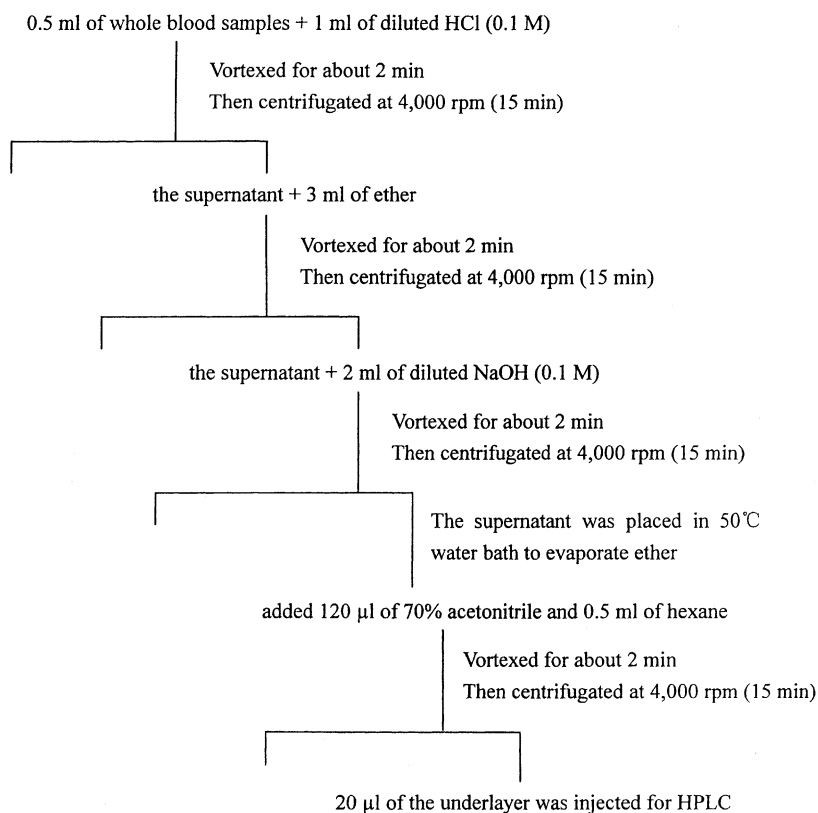 0.5 ml of whole blood samples + 1 ml of diluted HCl (0.1 M)
Vortexed for about 2 min
Then centrifugated at 4,000 rpm (15 min)
the supernatant + 3 ml of ether
Vortexed for about 2 min
Then centrifugated at 4,000 rpm (15 min)
the supernatant + 2 ml of diluted NaOH (0.1 M)
Vortexed for about 2 min
Then centrifugated at 4,000 rpm (15 min)
The supernatant was placed in 50℃
water bath to evaporate ether
added 120 μl of 70% acetonitrile and 0.5 ml of hexane
Vortexed for about 2 min
Then centrifugated at 4,000 rpm (15 min)
20 μl of the underlayer was injected for HPLC